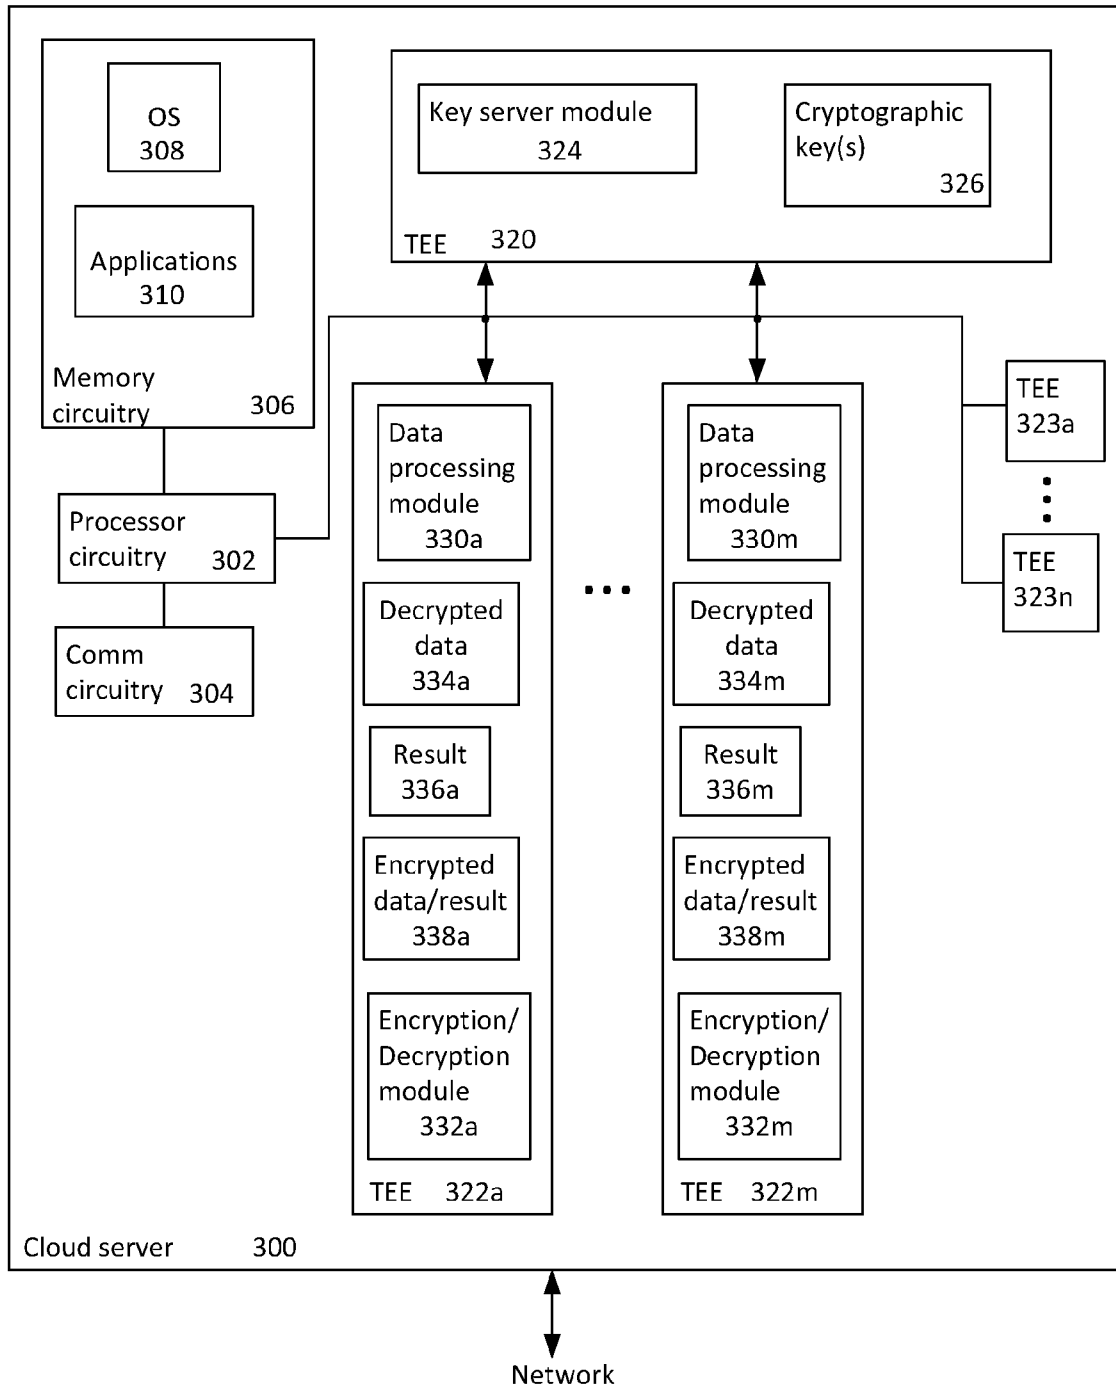 OS
308
Applications
310
Memory
circuitry 306
Key server module
324
Cryptographic
key(s)
326
TEE 320
Processor
circuitry 302
Comm
circuitry 304
Data
processing
module
330a
Decrypted
data
334a
Result
336a
Encrypted
data/result
338a
Encryption/
Decryption
module
332a
TEE 322a
Data
processing
module
330m
Decrypted
data
334m
Result
336m
Encrypted
data/result
338m
Encryption/
Decryption
module
332m
TEE 322m
TEE
323a
TEE
323n
Cloud server 300
Network